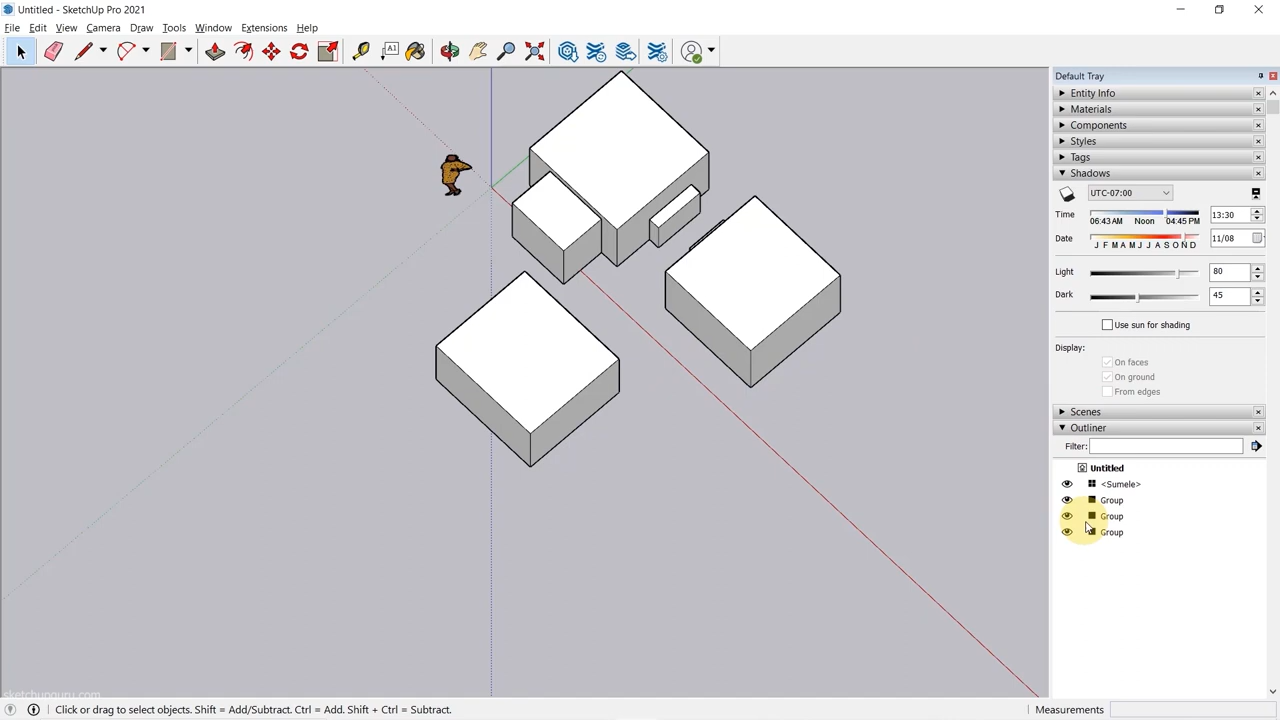 Untitled - SketchUp Pro 2021
File Edit View Camera Draw Tools Window Extensions Help
A1
Default Tray
Entity Info
Materials
Components
Styles
Tags
Shadows
UTC-07:00
Time 06:43 AM Noon 04:45 PM 13:30
Date J F M A M J J A S O N D 11/08
Light 80
Dark 45
Use sun for shading
Display:
On faces
On ground
From edges
Scenes
Outliner
Filter:
Untitled
<Sumele>
Group
Group
Group
sketchupguru.com
Click or drag to select objects. Shift = Add/Subtract. Ctrl = Add. Shift + Ctrl = Subtract.
Measurements